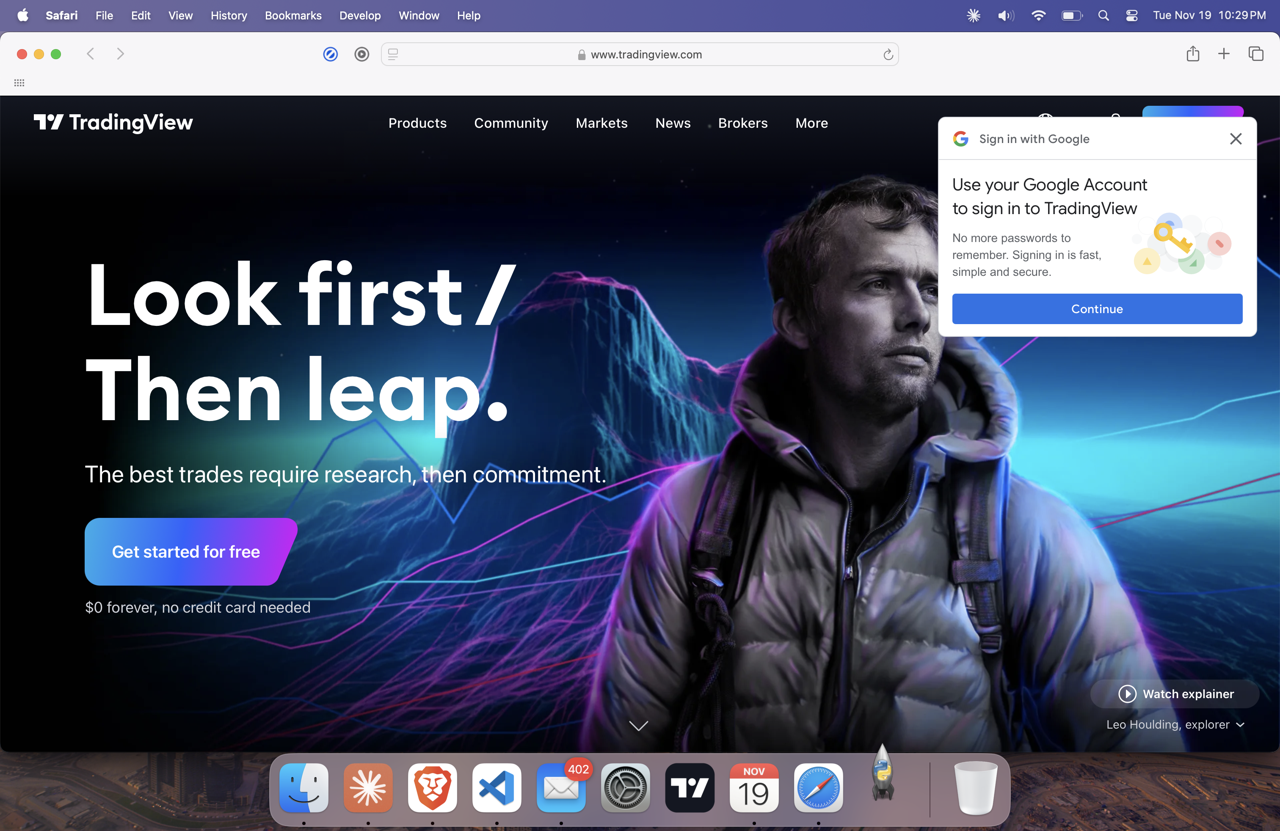 Safari File Edit View History Bookmarks Develop Window Help
Tue Nov 19 10:29 PM
www.tradingview.com
TradingView
Products Community Markets News Brokers More
Sign in with Google
Use your Google Account
to sign in to TradingView
No more passwords to
remember. Signing in is fast,
simple and secure.
Continue
Look first /
Then leap.
The best trades require research, then commitment.
Get started for free
$0 forever, no credit card needed
Watch explainer
Leo Houlding, explorer
402
NOV
19